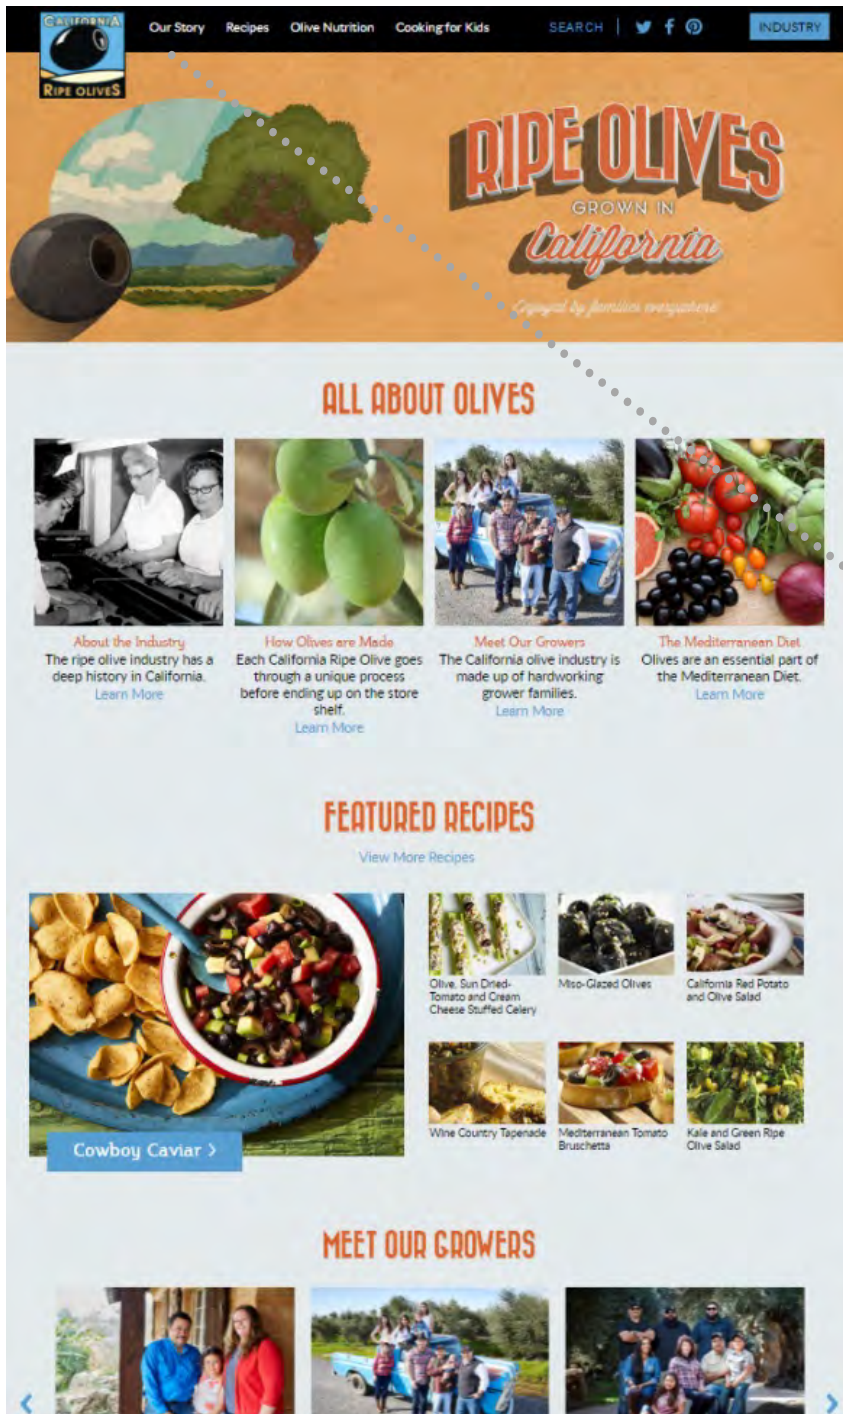 CALIFORNIA
RIPE OLIVES
Our Story
Recipes
Olive Nutrition
Cooking for Kids
SEARCH
INDUSTRY
RIPE OLIVES
GROWN IN
California
Enjoyed by families everywhere
ALL ABOUT OLIVES
About the Industry
The ripe olive industry has a
deep history in California.
Learn More
How Olives are Made
Each California Ripe Olive goes
through a unique process
before ending up on the store
shelf.
Learn More
Meet Our Growers
The California olive industry is
made up of hardworking
grower families.
Learn More
The Mediterranean Diet
Olives are an essential part of
the Mediterranean Diet.
Learn More
FEATURED RECIPES
View More Recipes
Cowboy Caviar >
Olive, Sun Dried-
Tomato and Cream
Cheese Stuffed Celery
Miso-Glazed Olives
California Red Potato
and Olive Salad
Wine Country Tapenade
Mediterranean Tomato
Bruschetta
Kale and Green Ripe
Olive Salad
MEET OUR GROWERS